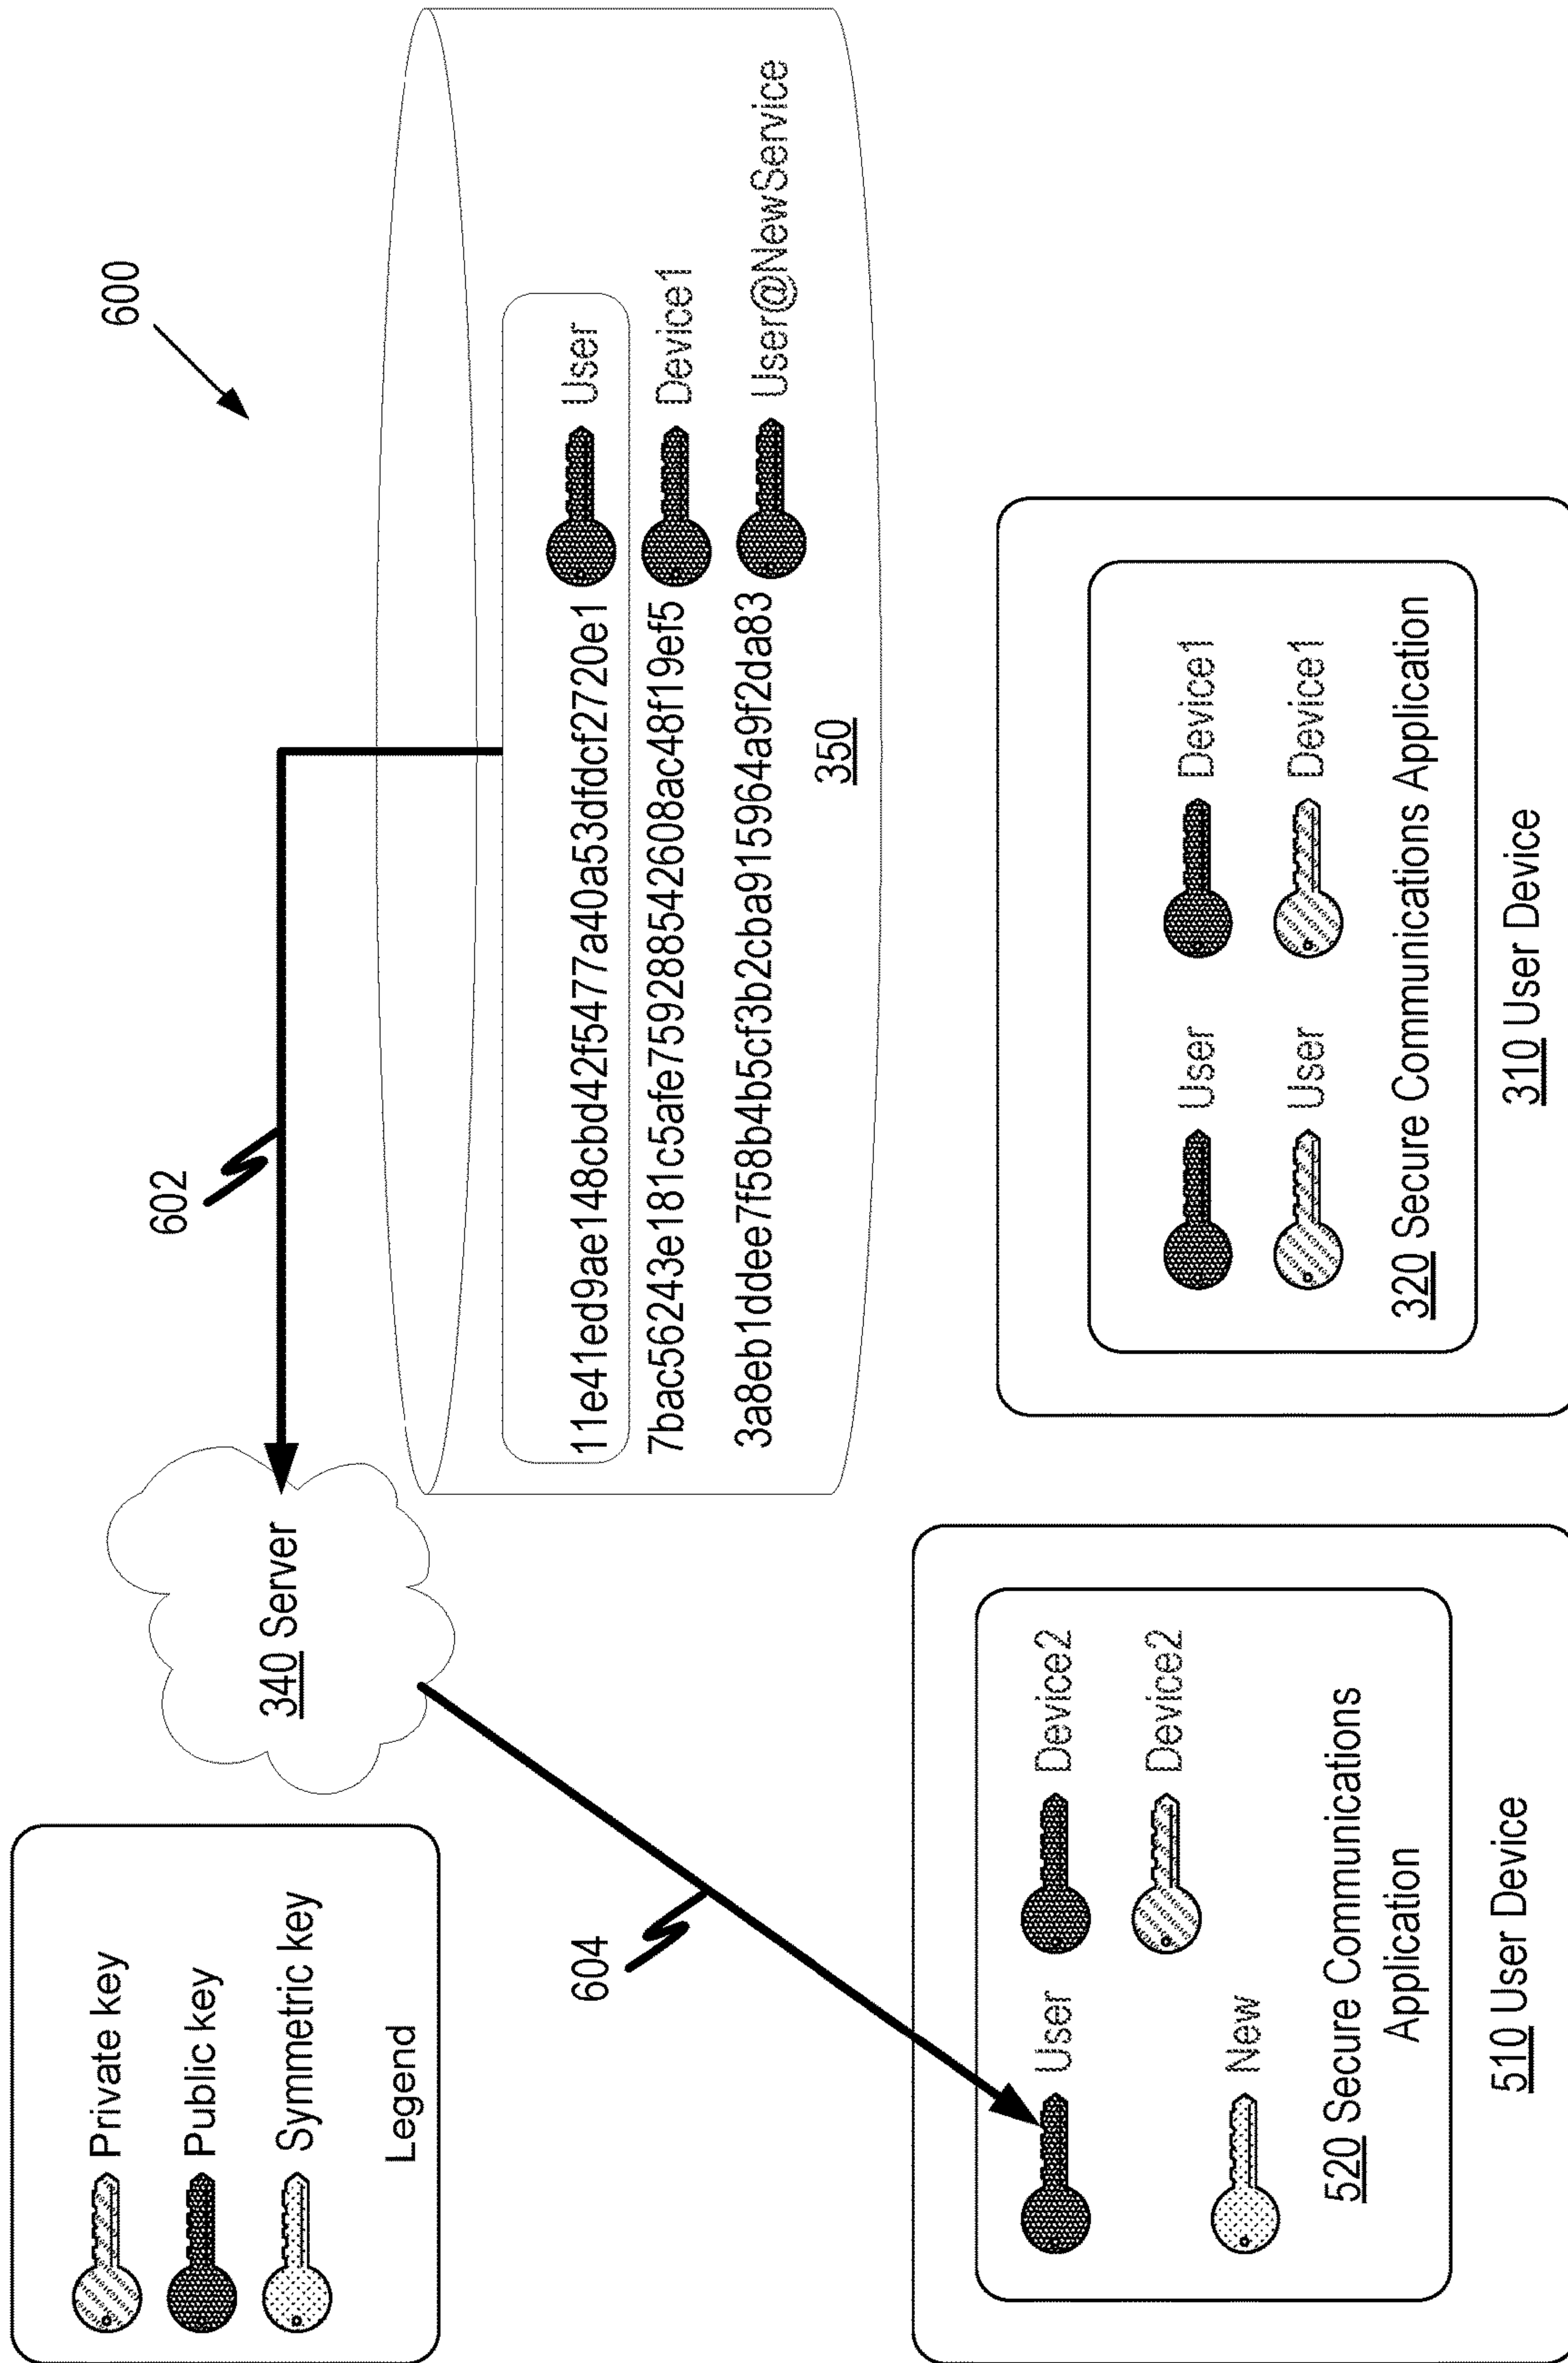 600
Private key
Public key
Symmetric key
Legend
340 Server
602
604
11e41ed9ae148cbd42f5477a40a53dfdcf2720e1 User
7bac56243e181c5afe759288542608ac48f19ef5 Device1
3a8eb1ddee7f58b4b5cf3b2cba915964a9f2da83 User@NewService
350
User Device2
Device2
New
520 Secure Communications
Application
510 User Device
User Device1
User Device1
320 Secure Communications Application
310 User Device